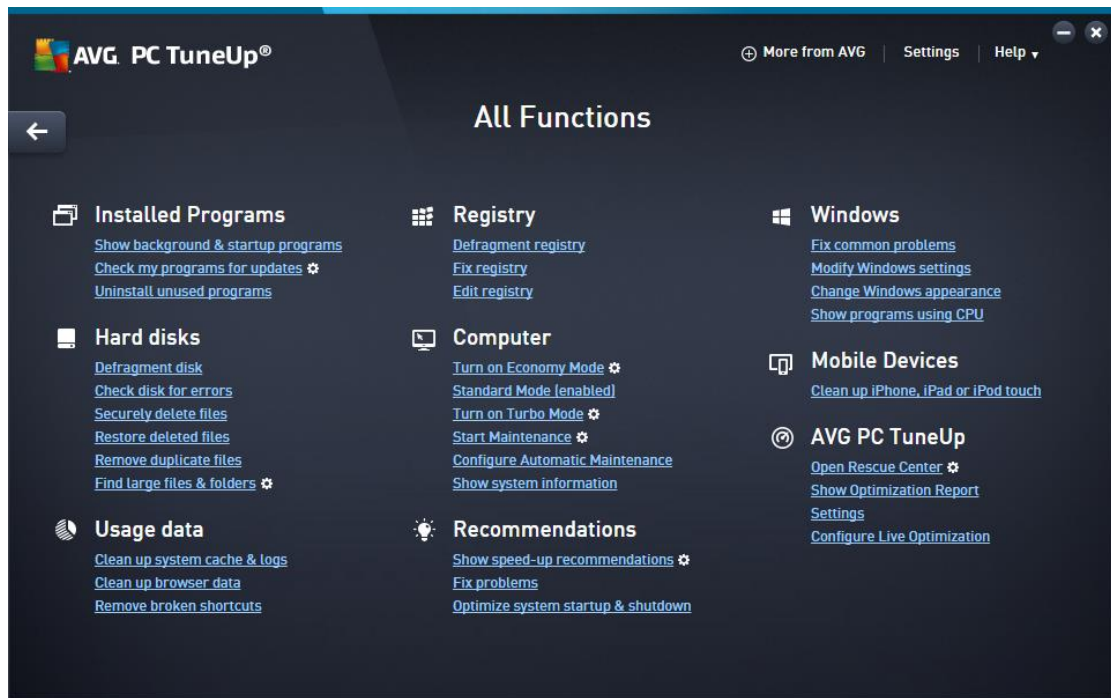 AVG PC TuneUp®
More from AVG
Settings
Help
All Functions
Installed Programs
Show background & startup programs
Check my programs for updates
Uninstall unused programs
Hard disks
Defragment disk
Check disk for errors
Securely delete files
Restore deleted files
Remove duplicate files
Find large files & folders
Usage data
Clean up system cache & logs
Clean up browser data
Remove broken shortcuts
Registry
Defragment registry
Fix registry
Edit registry
Computer
Turn on Economy Mode
Standard Mode (enabled)
Turn on Turbo Mode
Start Maintenance
Configure Automatic Maintenance
Show system information
Recommendations
Show speed-up recommendations
Fix problems
Optimize system startup & shutdown
Windows
Fix common problems
Modify Windows settings
Change Windows appearance
Show programs using CPU
Mobile Devices
Clean up iPhone, iPad or iPod touch
AVG PC TuneUp
Open Rescue Center
Show Optimization Report
Settings
Configure Live Optimization